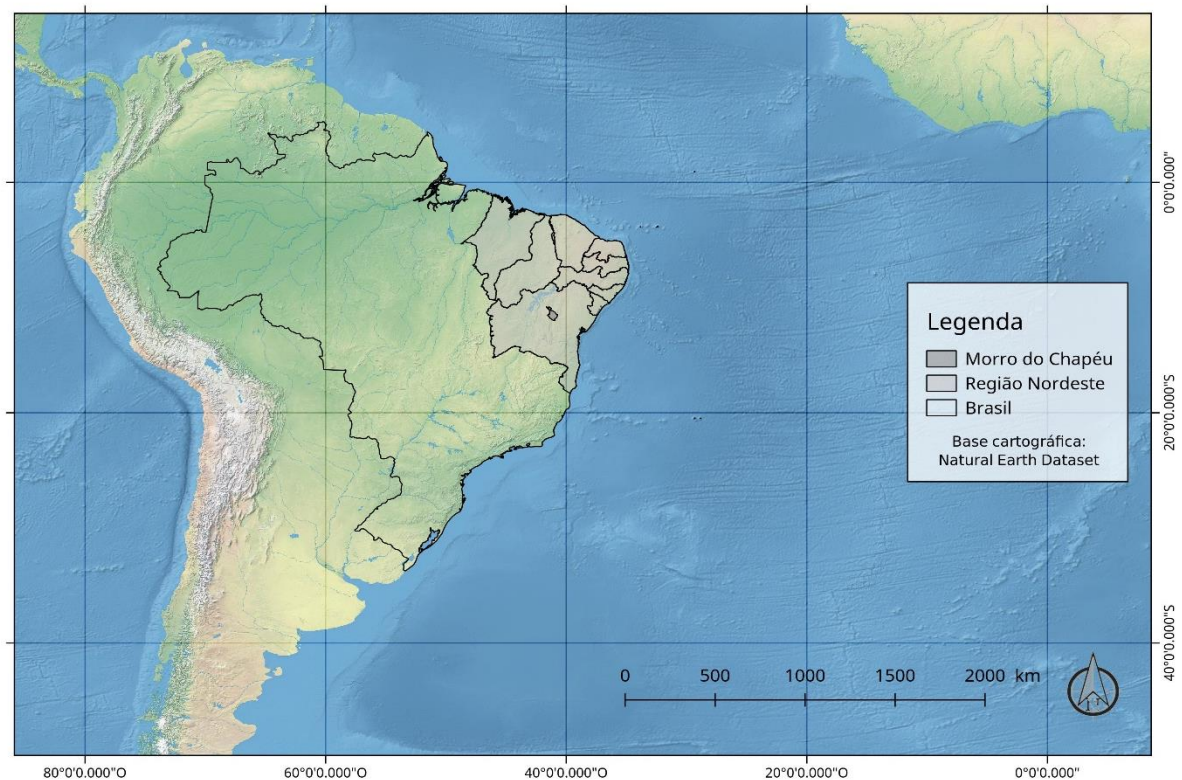 Legenda
Morro do Chapéu
Região Nordeste
Brasil
Base cartográfica:
Natural Earth Dataset
0°0'0.000"
20°0'0.000"S
40°0'0.000"S
0 500 1000 1500 2000 km
80°0'0.000"O 60°0'0.000"O 40°0'0.000"O 20°0'0.000"O 0°0'0.000"